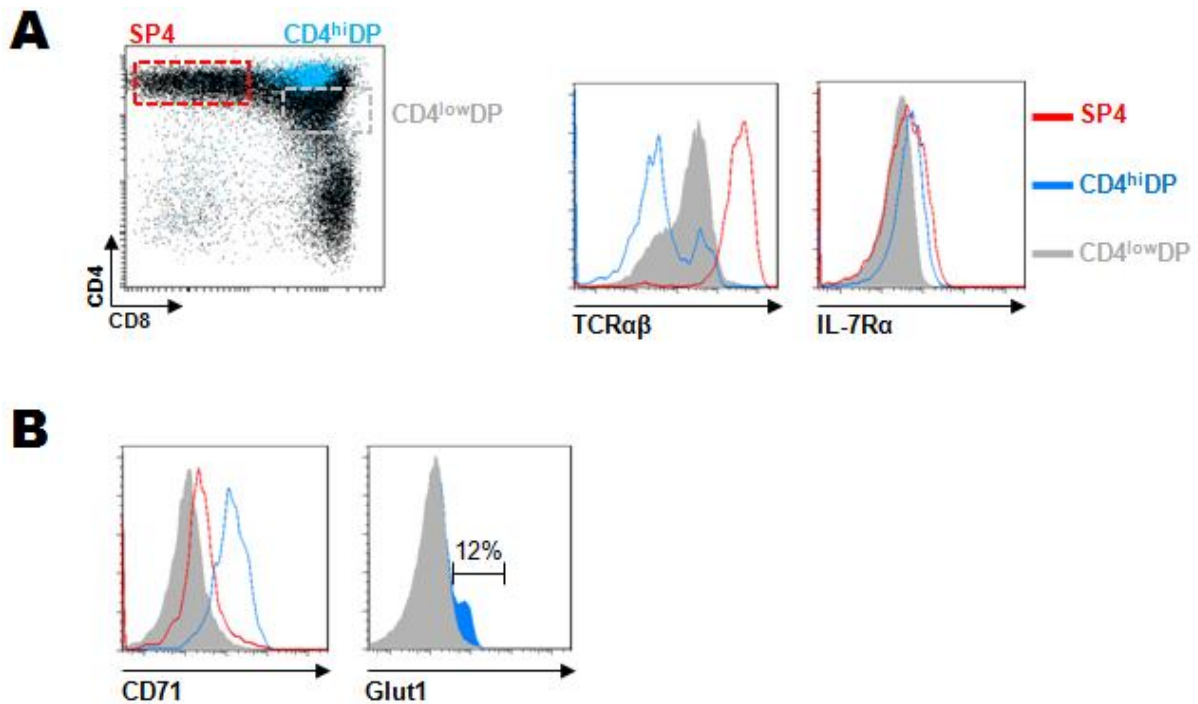 A
SP4
CD4hiDP
CD4lowDP
CD4
CD8
TCRαβ
IL-7Rα
SP4
CD4hiDP
CD4lowDP
B
12%
CD71
Glut1